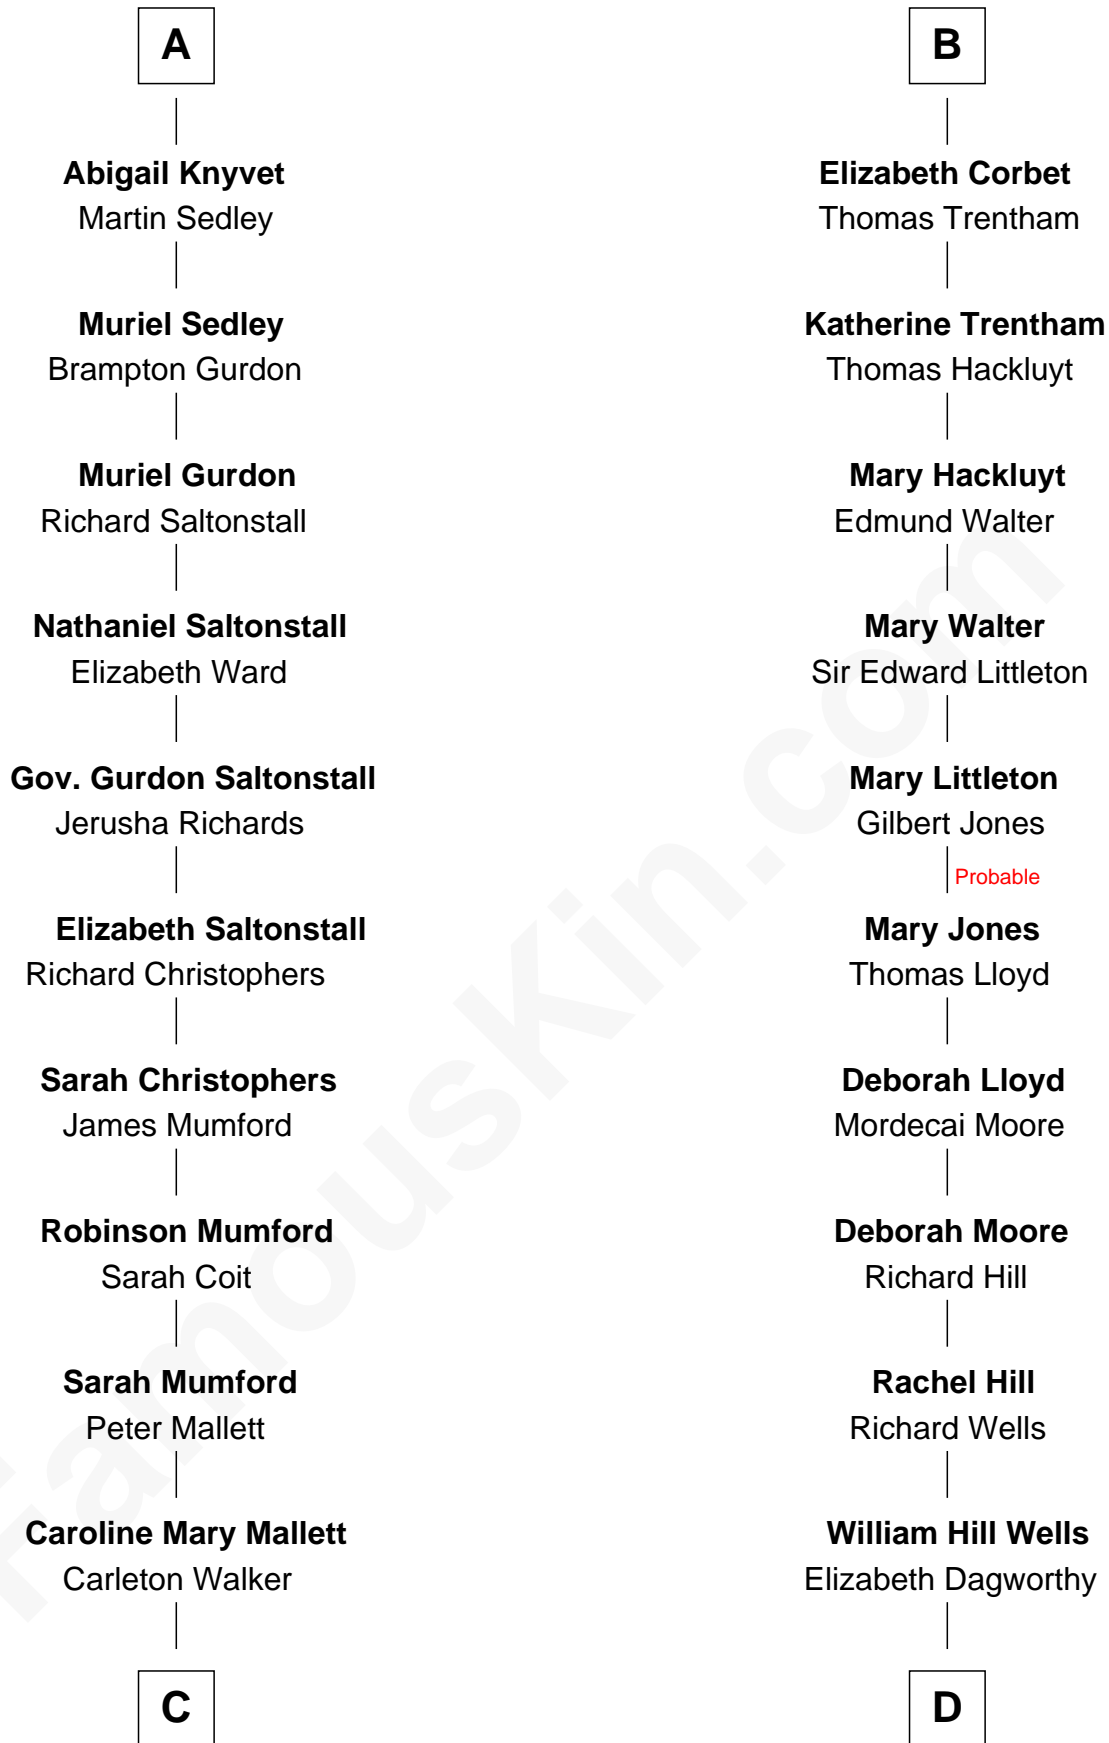 A
Abigail Knyvet
Martin Sedley
Muriel Sedley
Brampton Gurdon
Muriel Gurdon
Richard Saltonstall
Nathaniel Saltonstall
Elizabeth Ward
Gov. Gurdon Saltonstall
Jerusha Richards
Elizabeth Saltonstall
Richard Christophers
Sarah Christophers
James Mumford
Robinson Mumford
Sarah Coit
Sarah Mumford
Peter Mallett
Caroline Mary Mallett
Carleton Walker
C
B
Elizabeth Corbet
Thomas Trentham
Katherine Trentham
Thomas Hackluyt
Mary Hackluyt
Edmund Walter
Mary Walter
Sir Edward Littleton
Mary Littleton
Gilbert Jones
Probable
Mary Jones
Thomas Lloyd
Deborah Lloyd
Mordecai Moore
Deborah Moore
Richard Hill
Rachel Hill
Richard Wells
William Hill Wells
Elizabeth Dagworthy
D
FamousKin.com